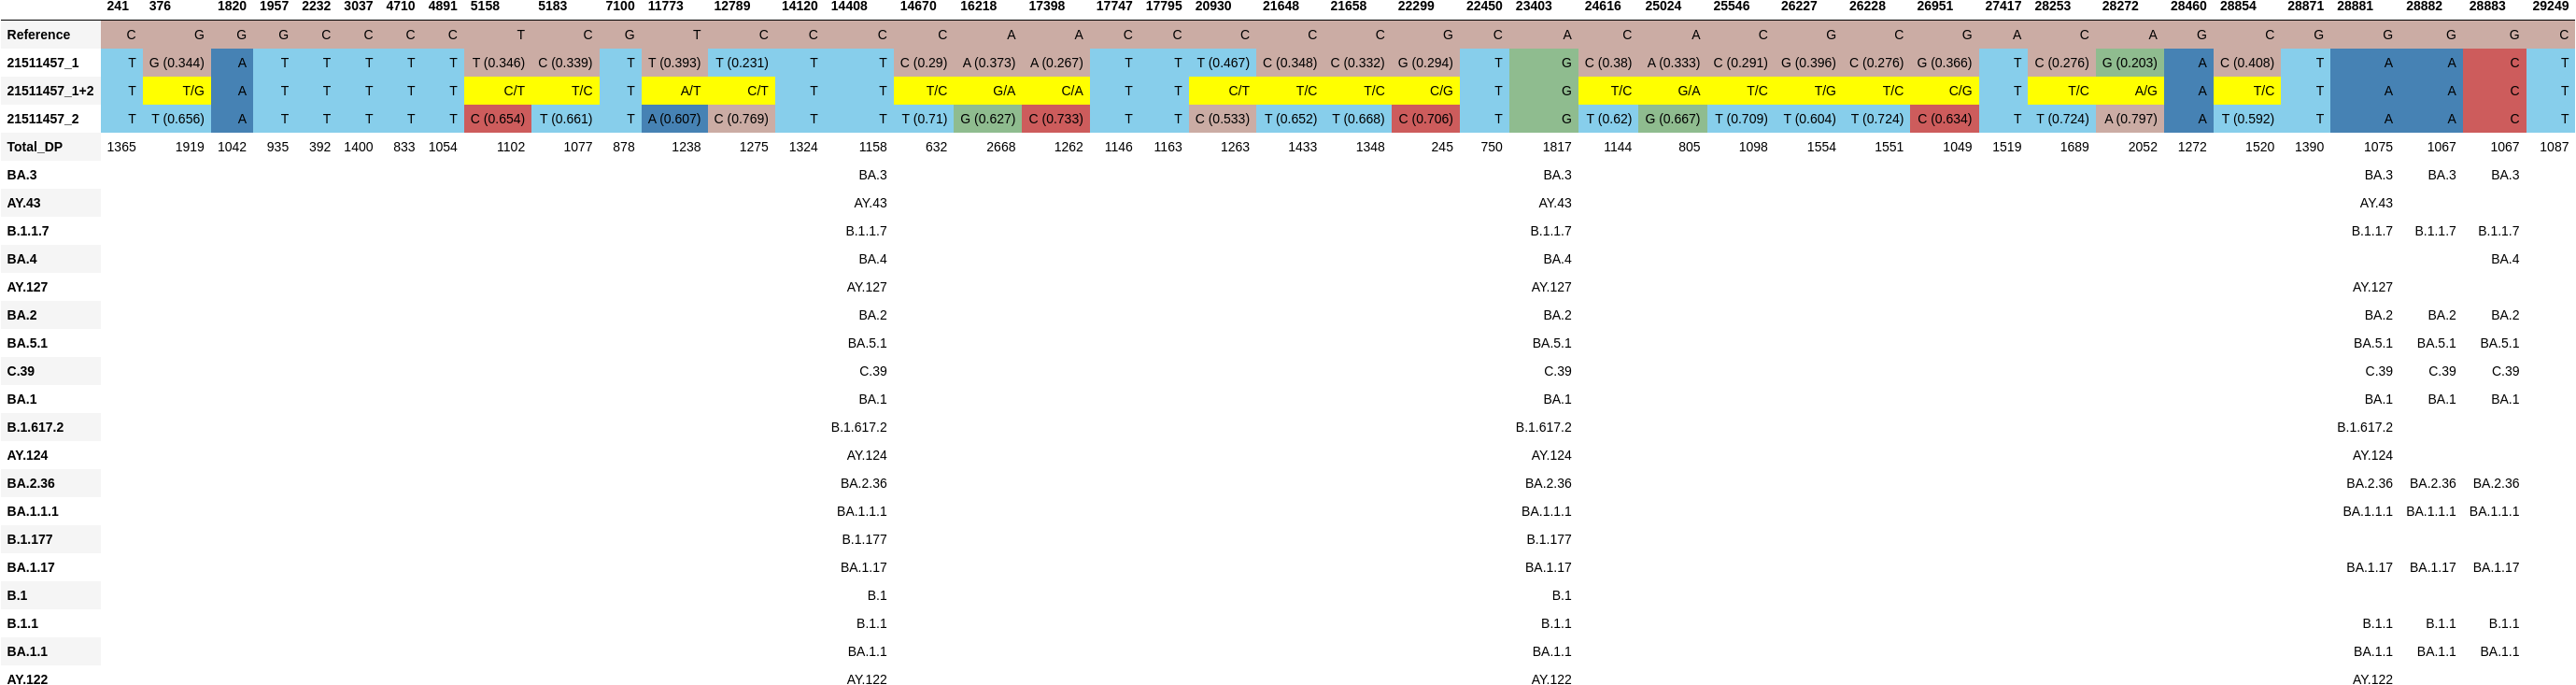 241 376 1820 1957 2232 3037 4710 4891 5158 5183 7100 11773 12789 14120 14408 14670 16218 17398 17747 17795 20930 21648 21658 22299 22450 23403 24616 25024 25546 26227 26228 26951 27417 28253 28272 28460 28854 28871 28881 28882 28883 29249
Reference C G G G C C C C T C G T C C C C A A C C C C C G C A C A C G C G A C A G C G G G G C
21511457_1 T G (0.344) A T T T T T T (0.346) C (0.339) T T (0.393) T (0.231) T T C (0.29) A (0.373) A (0.267) T T T (0.467) C (0.348) C (0.332) G (0.294) T G C (0.38) A (0.333) C (0.291) G (0.396) C (0.276) G (0.366) T C (0.276) G (0.203) A C (0.408) T A A C T
21511457_1+2 T T/G A T T T T T C/T T/C T A/T C/T T T T/C G/A C/A T T C/T T/C T/C C/G T G T/C G/A T/C T/G T/C C/G T T/C A/G A T/C T A A C T
21511457_2 T T (0.656) A T T T T T C (0.654) T (0.661) T A (0.607) C (0.769) T T T (0.71) G (0.627) C (0.733) T T C (0.533) T (0.652) T (0.668) C (0.706) T G T (0.62) G (0.667) T (0.709) T (0.604) T (0.724) C (0.634) T T (0.724) A (0.797) A T (0.592) T A A C T
Total_DP 1365 1919 1042 935 392 1400 833 1054 1102 1077 878 1238 1275 1324 1158 632 2668 1262 1146 1163 1263 1433 1348 245 750 1817 1144 805 1098 1554 1551 1049 1519 1689 2052 1272 1520 1390 1075 1067 1067 1087
BA.3 BA.3 BA.3 BA.3 BA.3 BA.3
AY.43 AY.43 AY.43 AY.43
B.1.1.7 B.1.1.7 B.1.1.7 B.1.1.7 B.1.1.7 B.1.1.7
BA.4 BA.4 BA.4 BA.4
AY.127 AY.127 AY.127 AY.127
BA.2 BA.2 BA.2 BA.2 BA.2 BA.2
BA.5.1 BA.5.1 BA.5.1 BA.5.1 BA.5.1 BA.5.1
C.39 C.39 C.39 C.39 C.39 C.39
BA.1 BA.1 BA.1 BA.1 BA.1 BA.1
B.1.617.2 B.1.617.2 B.1.617.2 B.1.617.2
AY.124 AY.124 AY.124 AY.124
BA.2.36 BA.2.36 BA.2.36 BA.2.36 BA.2.36 BA.2.36
BA.1.1.1 BA.1.1.1 BA.1.1.1 BA.1.1.1 BA.1.1.1 BA.1.1.1
B.1.177 B.1.177 B.1.177
BA.1.17 BA.1.17 BA.1.17 BA.1.17 BA.1.17 BA.1.17
B.1 B.1 B.1
B.1.1 B.1.1 B.1.1 B.1.1 B.1.1 B.1.1
BA.1.1 BA.1.1 BA.1.1 BA.1.1 BA.1.1 BA.1.1
AY.122 AY.122 AY.122 AY.122